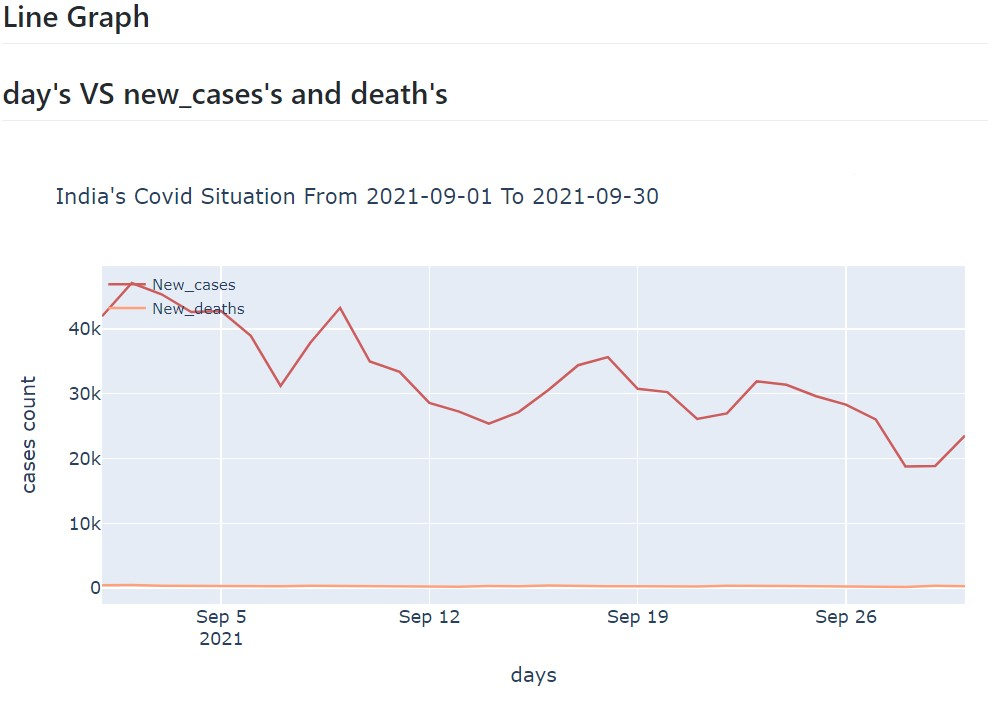 Line Graph
day's VS new_cases's and death's
India's Covid Situation From 2021-09-01 To 2021-09-30
New_cases
New_deaths
40k
30k
20k
10k
0
cases count
Sep 5 Sep 12 Sep 19 Sep 26
2021
days